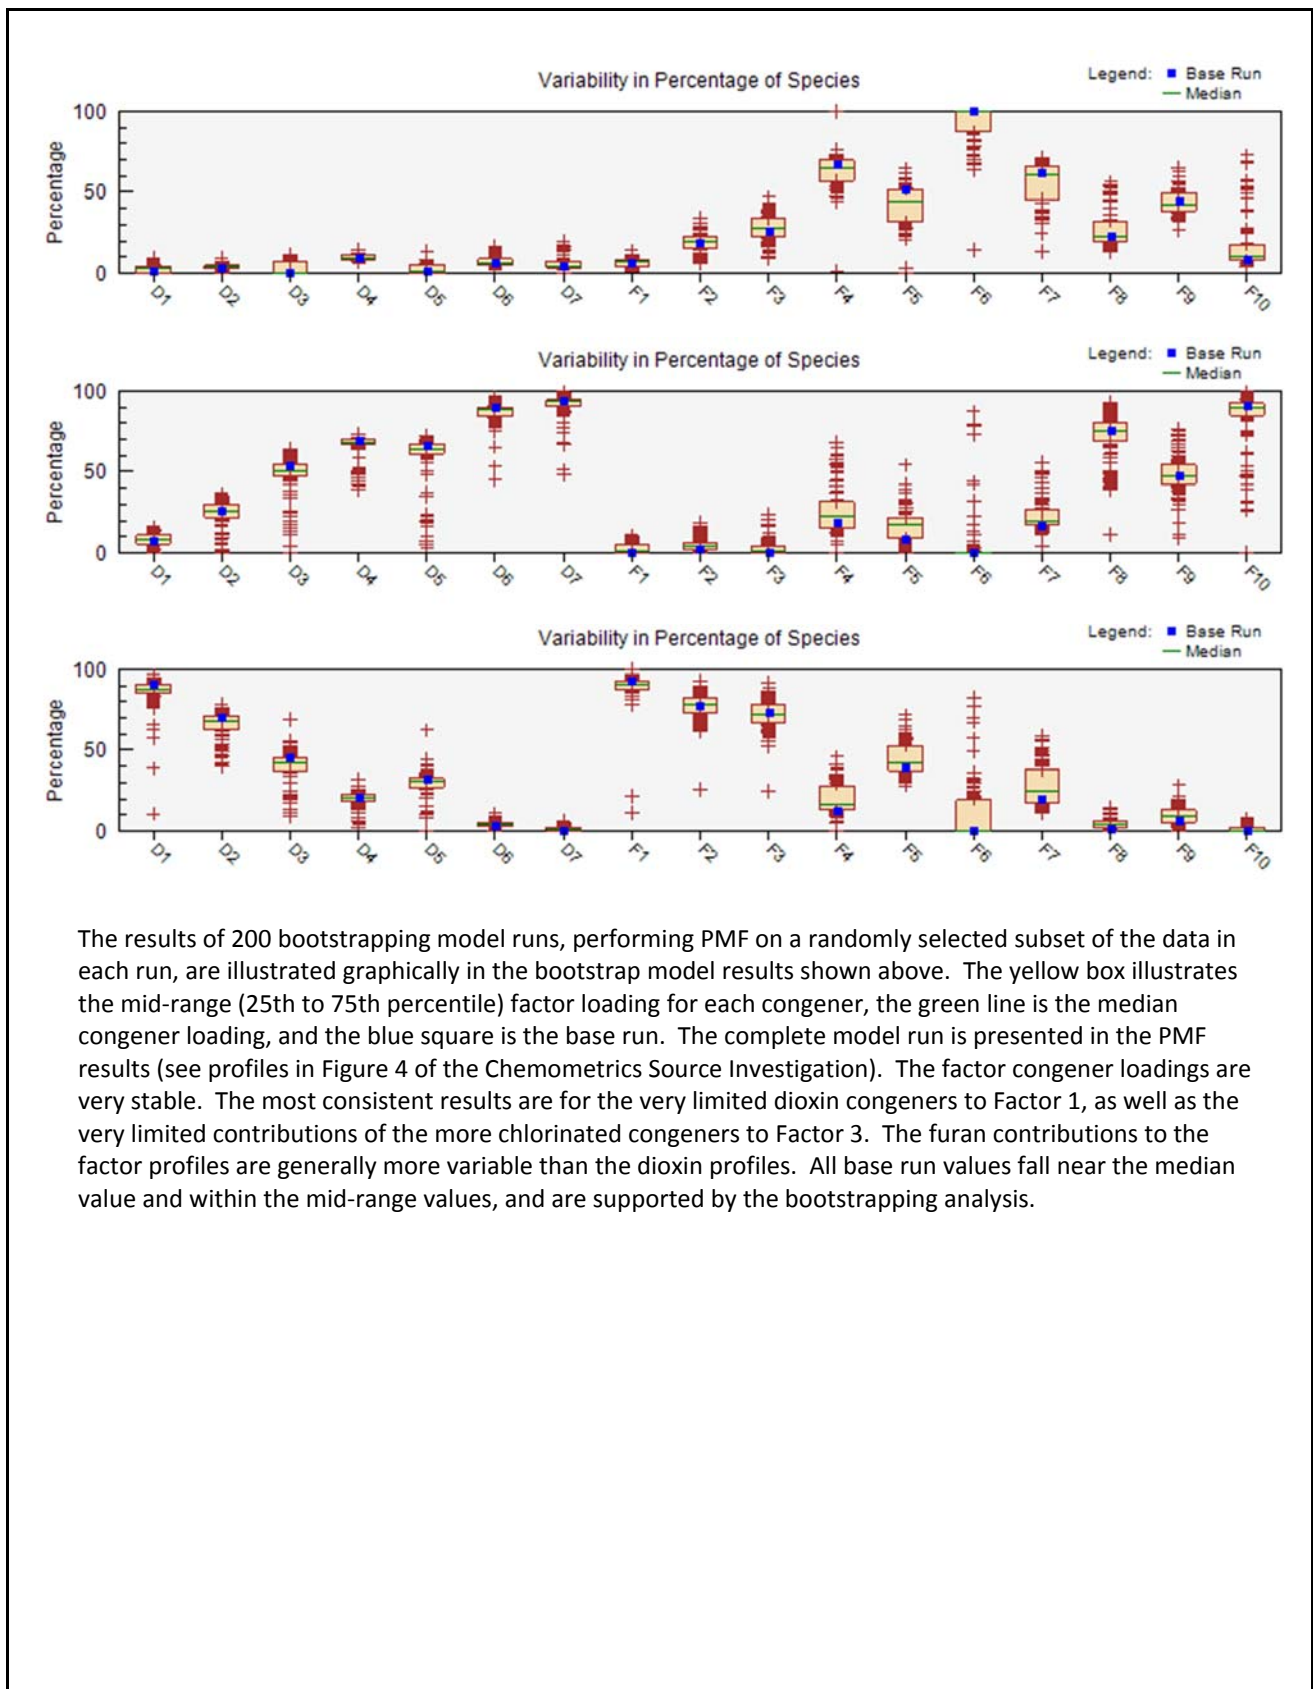 Variability in Percentage of Species
Legend: Base Run
Median
Percentage
100
50
0
D1 D2 D3 D4 D5 D6 D7 F1 F2 F3 F4 F5 F6 F7 F8 F9 F10
Variability in Percentage of Species
Legend: Base Run
Median
Percentage
100
50
0
D1 D2 D3 D4 D5 D6 D7 F1 F2 F3 F4 F5 F6 F7 F8 F9 F10
Variability in Percentage of Species
Legend: Base Run
Median
Percentage
100
50
0
D1 D2 D3 D4 D5 D6 D7 F1 F2 F3 F4 F5 F6 F7 F8 F9 F10
The results of 200 bootstrapping model runs, performing PMF on a randomly selected subset of the data in
each run, are illustrated graphically in the bootstrap model results shown above. The yellow box illustrates
the mid-range (25th to 75th percentile) factor loading for each congener, the green line is the median
congener loading, and the blue square is the base run. The complete model run is presented in the PMF
results (see profiles in Figure 4 of the Chemometrics Source Investigation). The factor congener loadings are
very stable. The most consistent results are for the very limited dioxin congeners to Factor 1, as well as the
very limited contributions of the more chlorinated congeners to Factor 3. The furan contributions to the
factor profiles are generally more variable than the dioxin profiles. All base run values fall near the median
value and within the mid-range values, and are supported by the bootstrapping analysis.